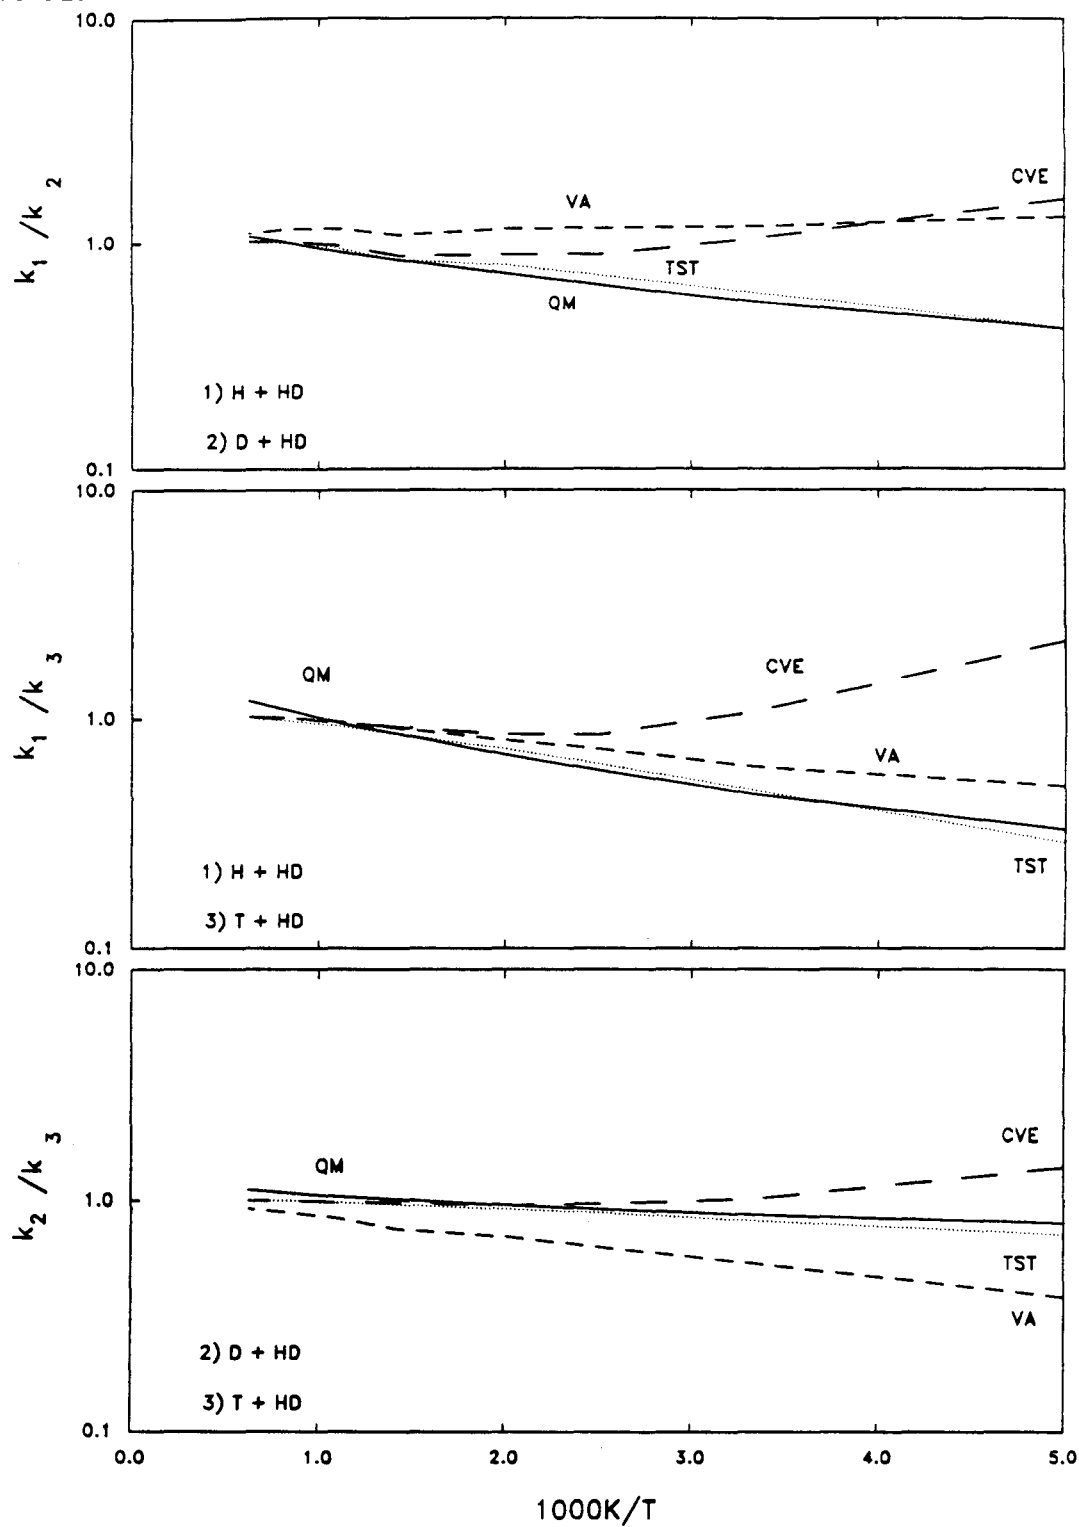 10.0
k1/k2
CVE
VA
1.0
TST
QM
1) H + HD
2) D + HD
0.1
10.0
k1/k3
QM
CVE
1.0
VA
TST
1) H + HD
3) T + HD
0.1
10.0
k2/k3
CVE
QM
1.0
TST
VA
2) D + HD
3) T + HD
0.1
0.0 1.0 2.0 3.0 4.0 5.0
1000K/T